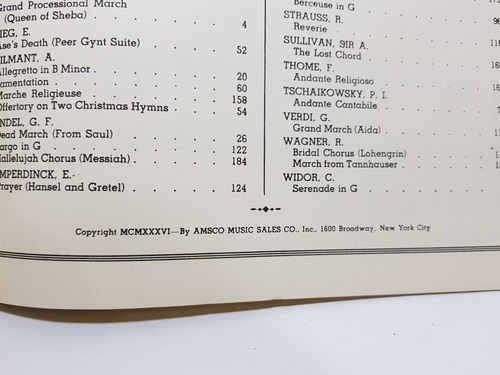 Grand Processional March
(Queen of Sheba) . . . . . 4
IEG, E.
Ase's Death (Peer Gynt Suite) . . . . . 52
ILMANT, A.
Allegretto in B Minor . . . . . 20
Lamentation . . . . . 60
Marche Religieuse . . . . . 158
Offertory on Two Christmas Hymns . . . . . 54
NDEL, G. F.
Dead March (From Saul) . . . . . 26
Largo in G . . . . . 122
Hallelujah Chorus (Messiah) . . . . . 184
MPERDINCK, E.
Prayer (Hansel and Gretel) . . . . . 124
Berceuse in G
STRAUSS, R.
Reverie
SULLIVAN, SIR A.
The Lost Chord
THOME, F.
Andante Religioso
TSCHAIKOWSKY, P. I.
Andante Cantabile
VERDI, G.
Grand March (Aida)
WAGNER, R.
Bridal Chorus (Lohengrin)
March from Tannhauser
WIDOR, C.
Serenade in G
Copyright MCMXXXVI—By AMSCO MUSIC SALES CO., Inc., 1600 Broadway, New York City